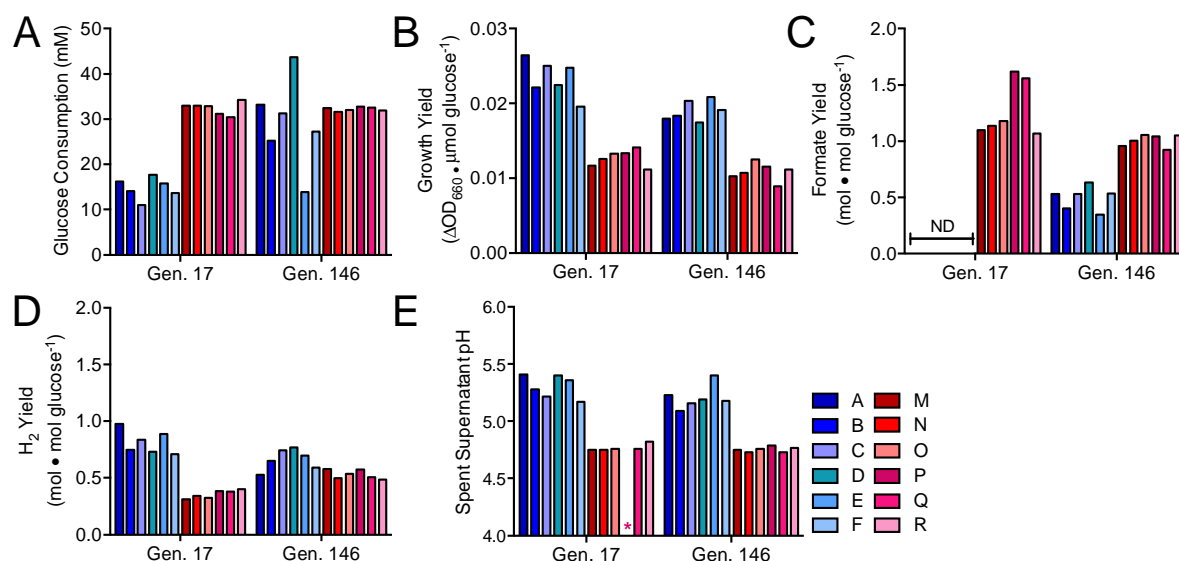 A
Glucose Consumption (mM)
50
40
30
20
10
0
Gen. 17 Gen. 146
B
Growth Yield
(ΔOD660 • µmol glucose-1)
0.03
0.02
0.01
0.00
Gen. 17 Gen. 146
C
Formate Yield
(mol • mol glucose-1)
2.0
1.5
1.0
0.5
0.0
ND
Gen. 17 Gen. 146
D
H2 Yield
(mol • mol glucose-1)
2.0
1.5
1.0
0.5
0.0
Gen. 17 Gen. 146
E
Spent Supernatant pH
6.0
5.5
5.0
4.5
4.0
*
Gen. 17 Gen. 146
A M
B N
C O
D P
E Q
F R